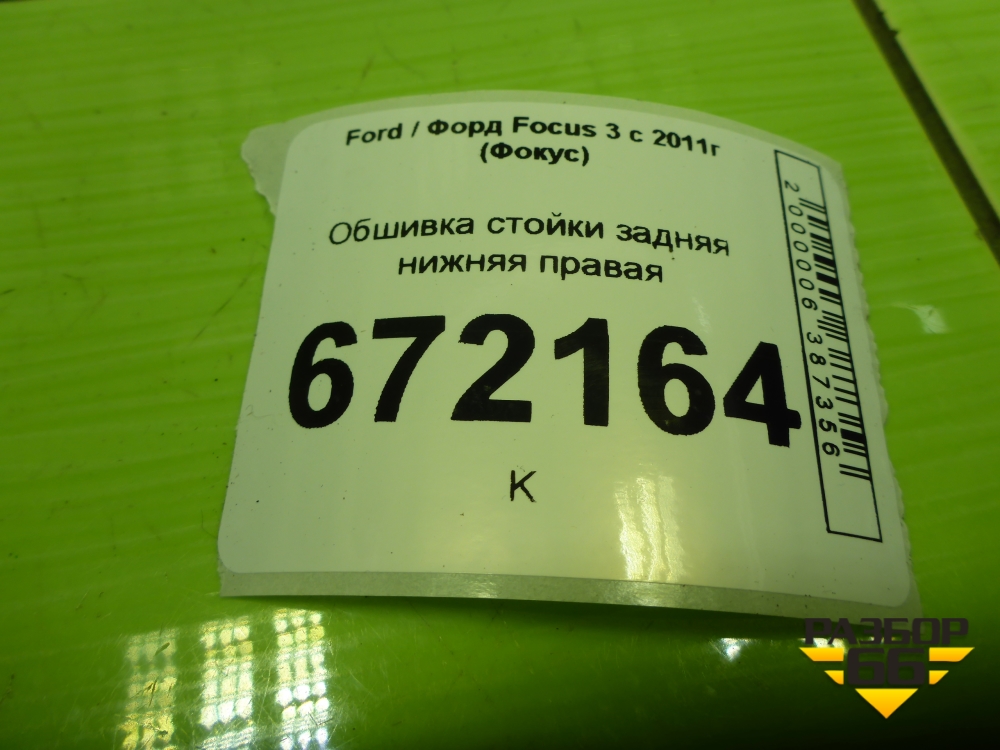 Ford / Форд Focus 3 с 2011г
(Фокус)
Обшивка стойки задняя
нижняя правая
672164
К
2000006387356
РАЗБОР
66